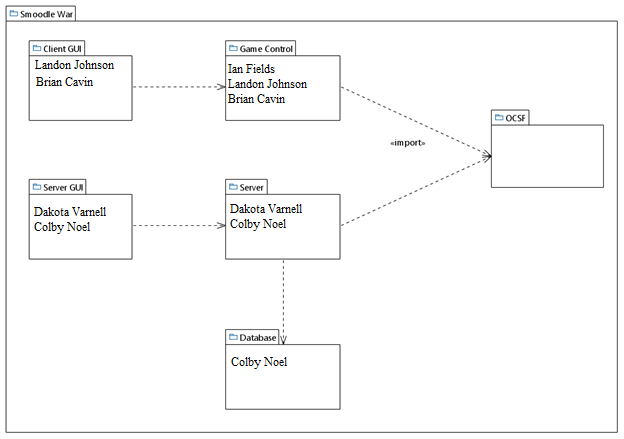 Smoodle War
Client GUI
Landon Johnson
Brian Cavin
Game Control
Ian Fields
Landon Johnson
Brian Cavin
«import»
OCSF
Server GUI
Dakota Varnell
Colby Noel
Server
Dakota Varnell
Colby Noel
Database
Colby Noel